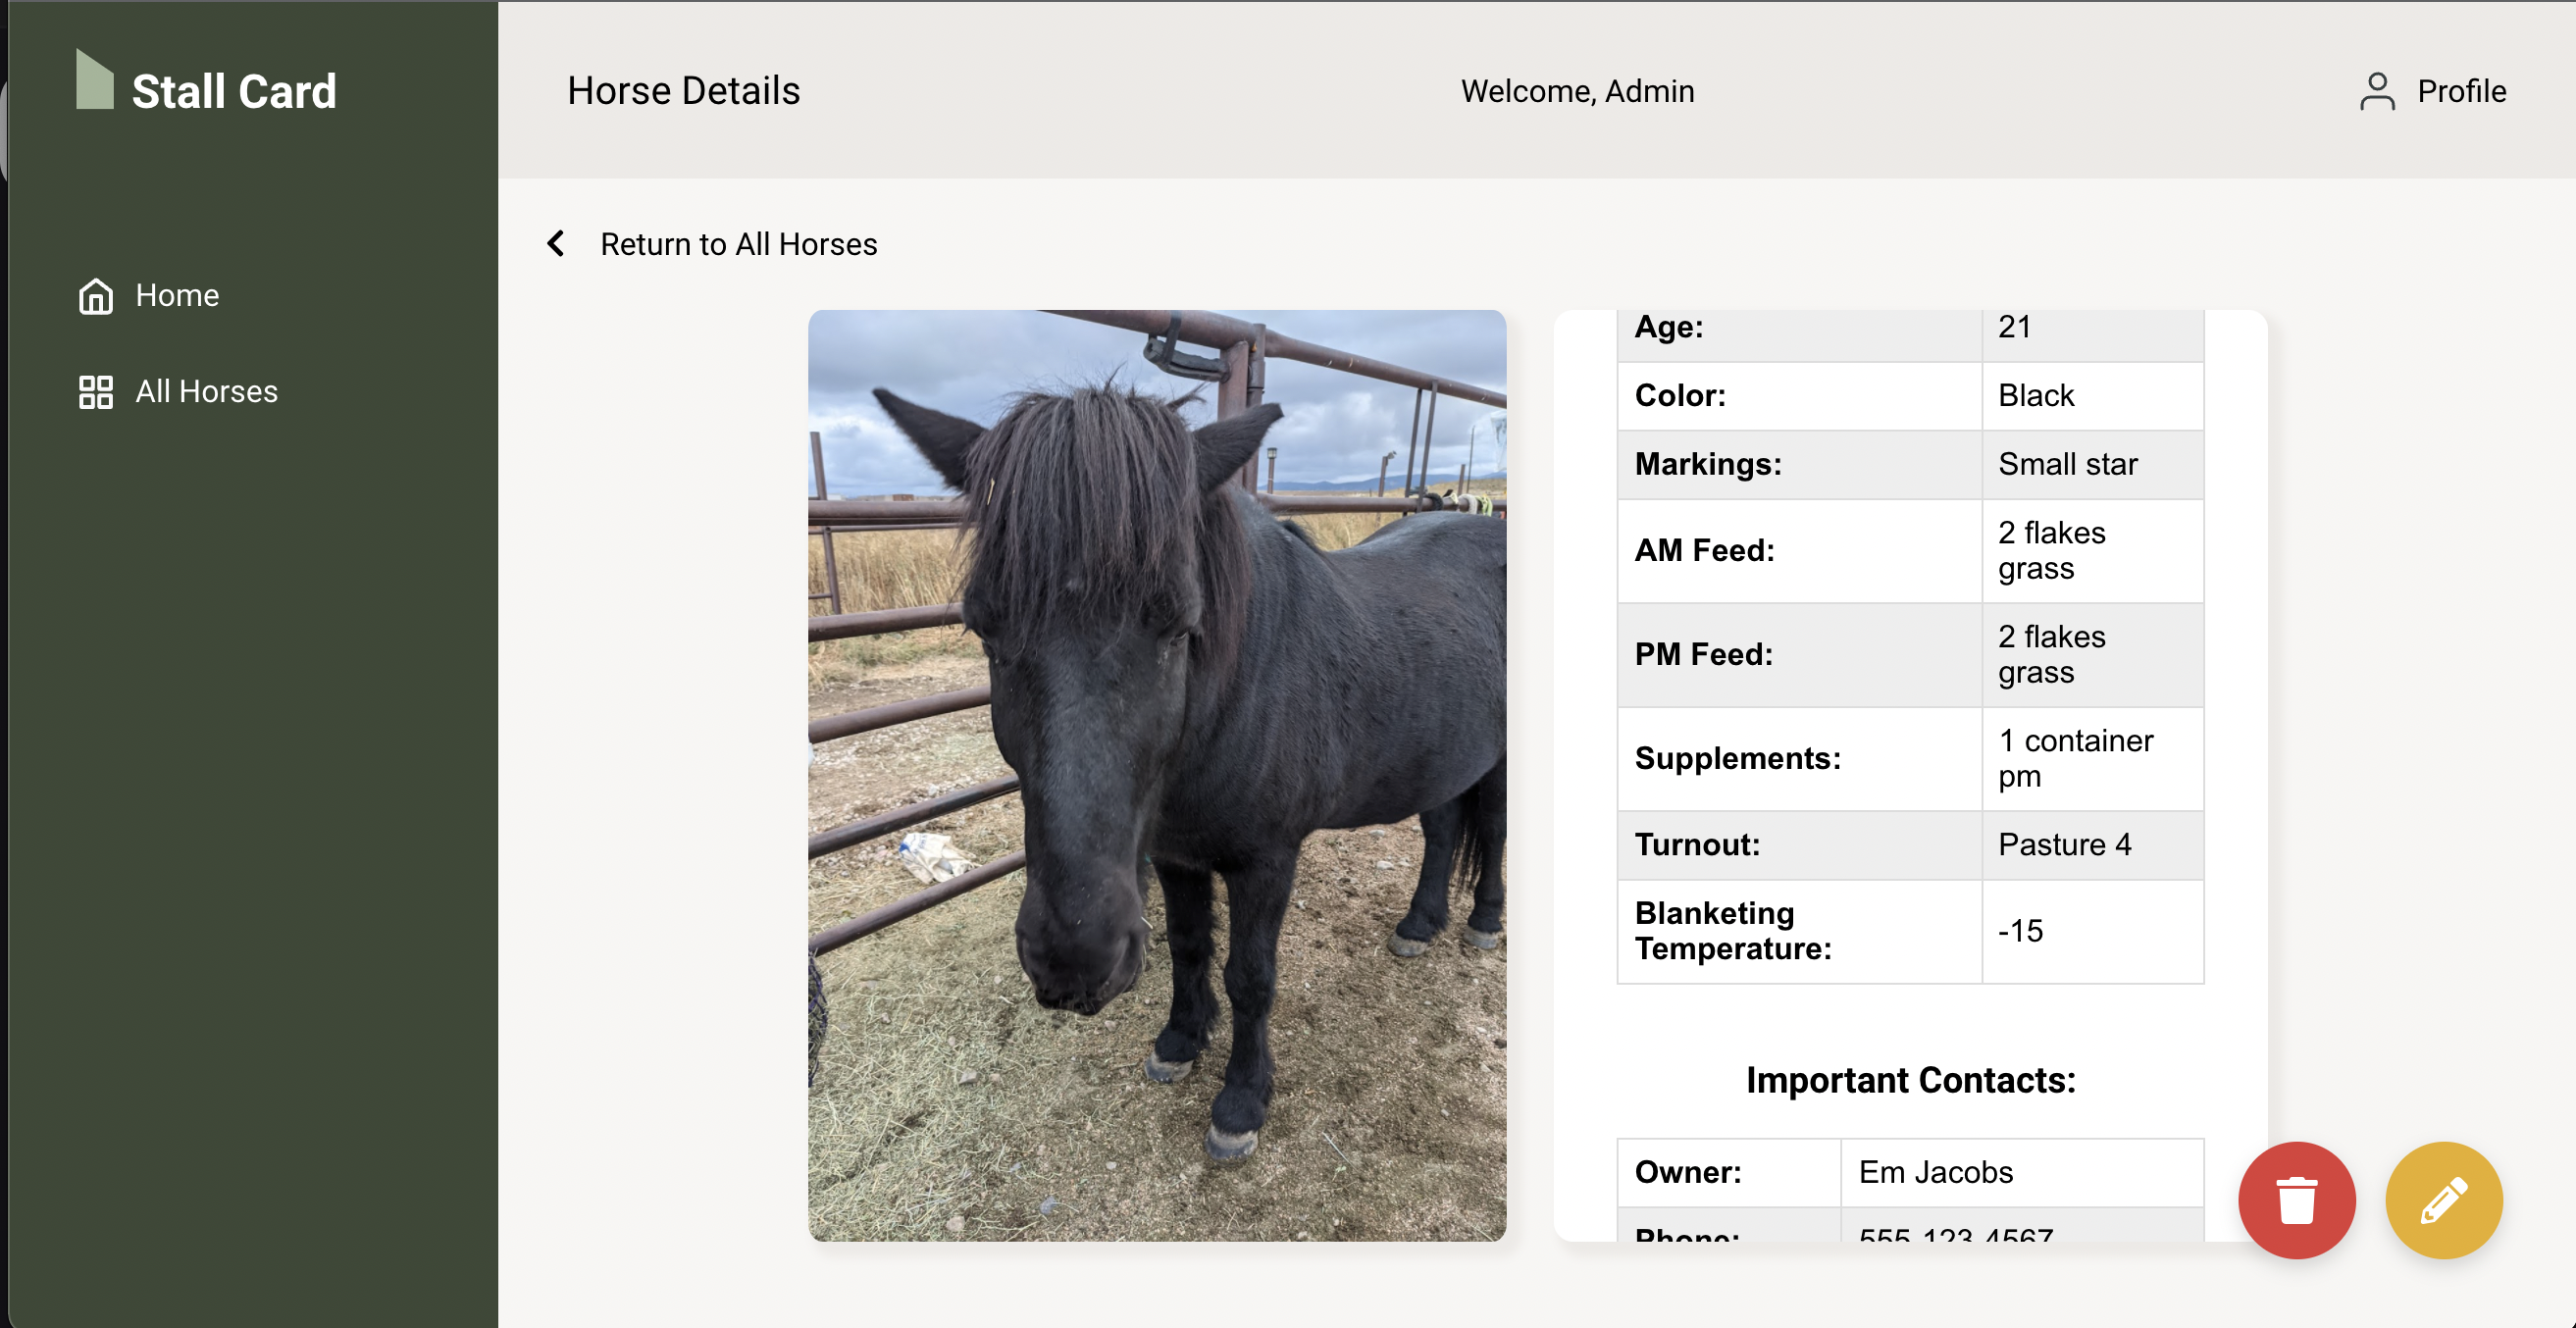 Stall Card
Horse Details
Welcome, Admin
Profile
Home
All Horses
Return to All Horses
Age: 21
Color: Black
Markings: Small star
AM Feed: 2 flakes
grass
PM Feed: 2 flakes
grass
Supplements: 1 container
pm
Turnout: Pasture 4
Blanketing
Temperature: -15
Important Contacts:
Owner: Em Jacobs
Phone: 555-123-4567